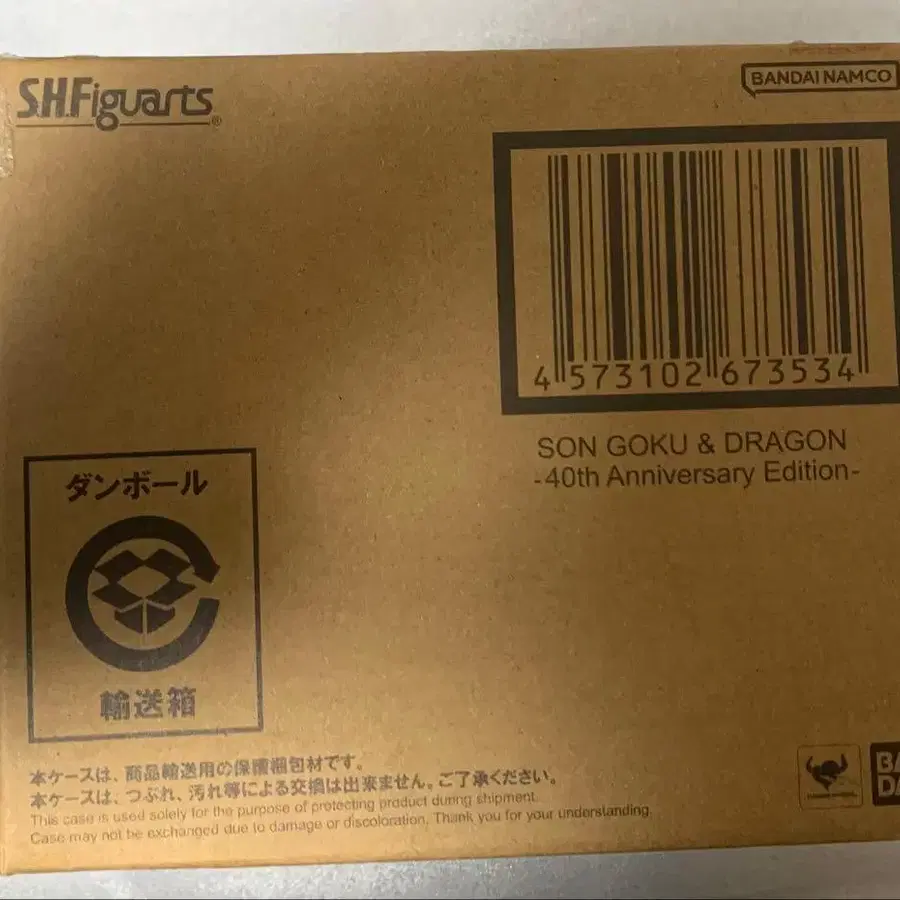 S.H.Figuarts®
BANDAI NAMCO
4 573102 673534
SON GOKU & DRAGON
-40th Anniversary Edition-
ダンボール
輸送箱
本ケースは、商品輸送用の保護梱包材です。
本ケースは、つぶれ、汚れ等による交換は出来ません。ご了承ください。
This case is used solely for the purpose of protecting product during shipment.
Case may not be exchanged due to damage or discoloration. Thank you for your understanding.
BA
DA